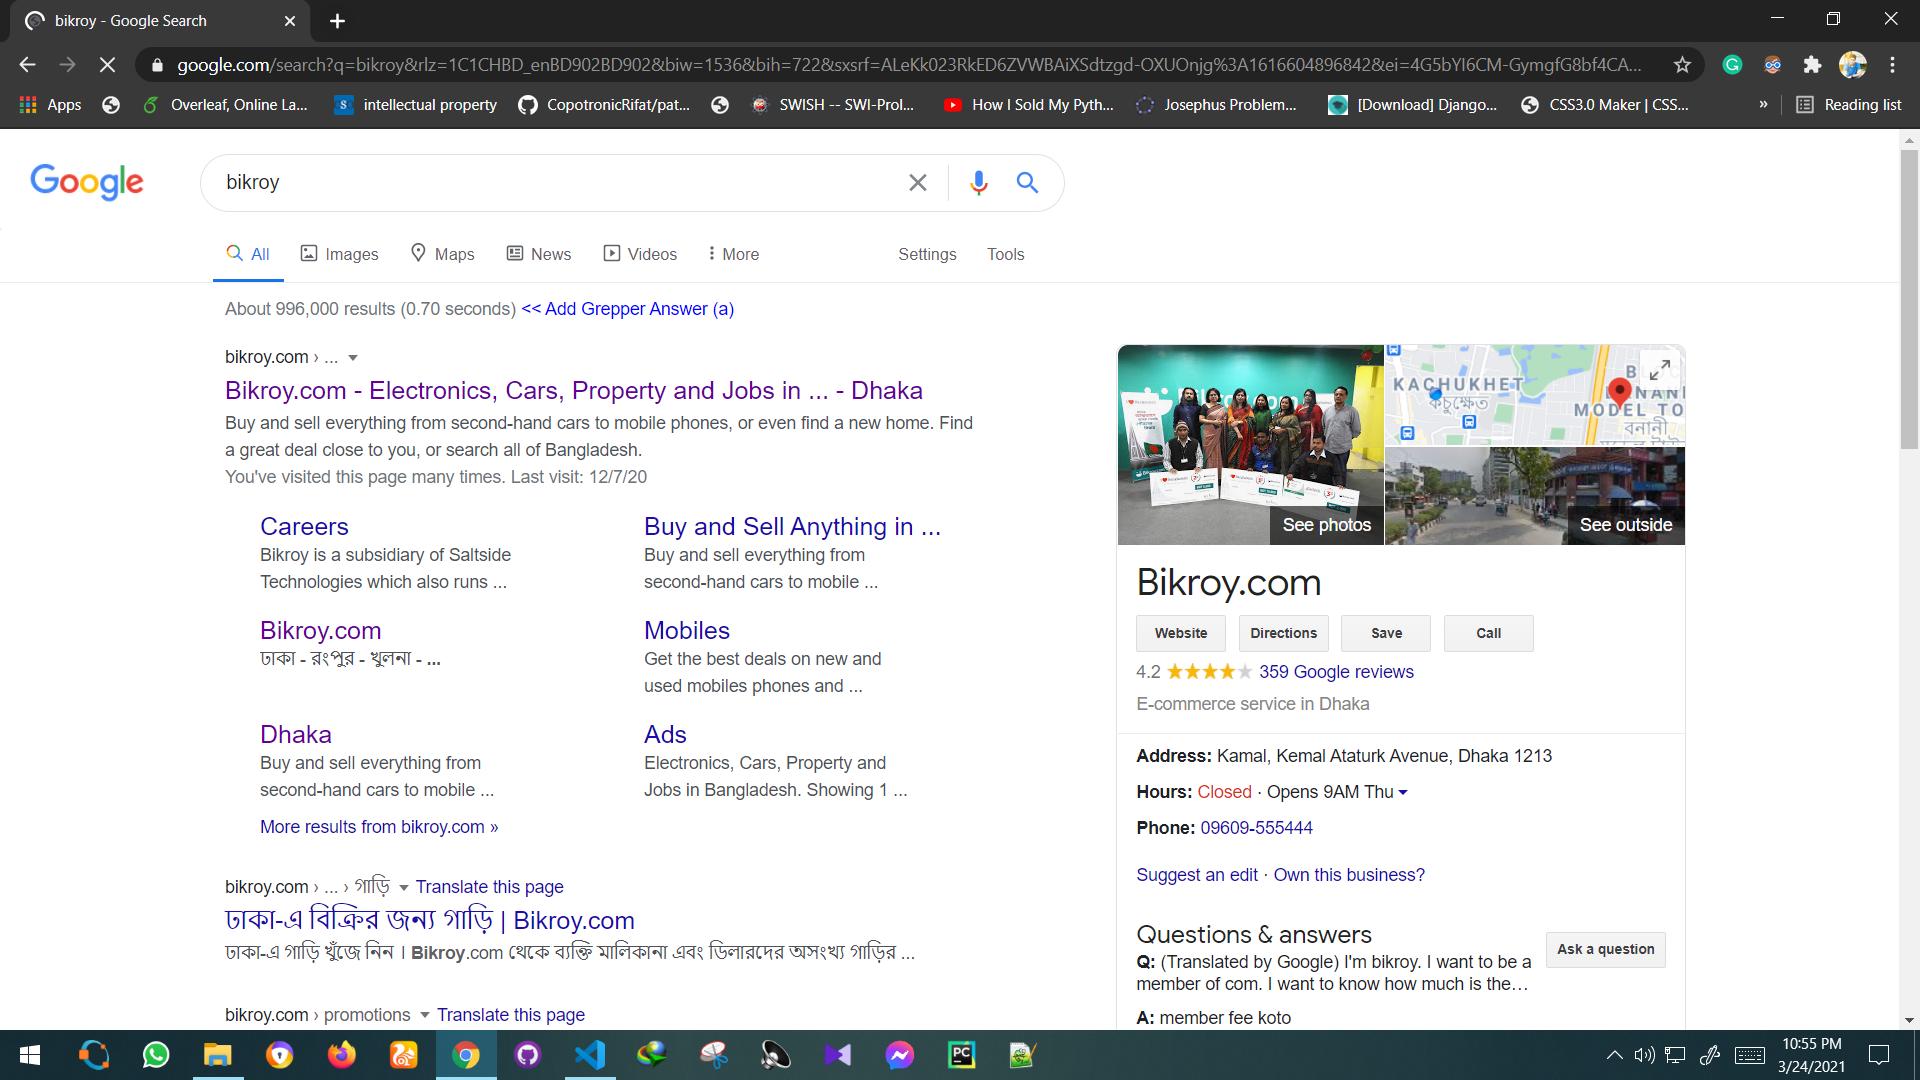 bikroy - Google Search
google.com/search?q=bikroy&rlz=1C1CHBD_enBD902BD902&biw=1536&bih=722&sxsrf=ALeKk023RkED6ZVWBAiXSdtzgd-OXUOnjg%3A1616604896842&ei=4G5bYI6CM-GymgfG8bf4CA...
Apps
Overleaf, Online La...
intellectual property
CopotronicRifat/pat...
SWISH -- SWI-Prol...
How I Sold My Pyth...
Josephus Problem...
[Download] Django...
CSS3.0 Maker | CSS...
»
Reading list
Google
bikroy
All
Images
Maps
News
Videos
More
Settings
Tools
About 996,000 results (0.70 seconds) << Add Grepper Answer (a)
bikroy.com › ...
Bikroy.com - Electronics, Cars, Property and Jobs in ... - Dhaka
Buy and sell everything from second-hand cars to mobile phones, or even find a new home. Find
a great deal close to you, or search all of Bangladesh.
You've visited this page many times. Last visit: 12/7/20
Careers
Bikroy is a subsidiary of Saltside
Technologies which also runs ...
Buy and Sell Anything in ...
Buy and sell everything from
second-hand cars to mobile ...
Bikroy.com
ঢাকা - রংপুর - খুলনা - ...
Mobiles
Get the best deals on new and
used mobiles phones and ...
Dhaka
Buy and sell everything from
second-hand cars to mobile ...
Ads
Electronics, Cars, Property and
Jobs in Bangladesh. Showing 1 ...
More results from bikroy.com »
bikroy.com › ... › গাড়ি Translate this page
ঢাকা-এ বিক্রির জন্য গাড়ি | Bikroy.com
ঢাকা-এ গাড়ি খুঁজে নিন । Bikroy.com থেকে ব্যক্তি মালিকানা এবং ডিলারদের অসংখ্য গাড়ির ...
bikroy.com › promotions Translate this page
KACHUKHET
কচুক্ষেত
MODEL TO
বনানী
See photos
See outside
Bikroy.com
Website
Directions
Save
Call
4.2 359 Google reviews
E-commerce service in Dhaka
Address: Kamal, Kemal Ataturk Avenue, Dhaka 1213
Hours: Closed · Opens 9AM Thu
Phone: 09609-555444
Suggest an edit · Own this business?
Questions & answers
Ask a question
Q: (Translated by Google) I'm bikroy. I want to be a
member of com. I want to know how much is the…
A: member fee koto
10:55 PM
3/24/2021